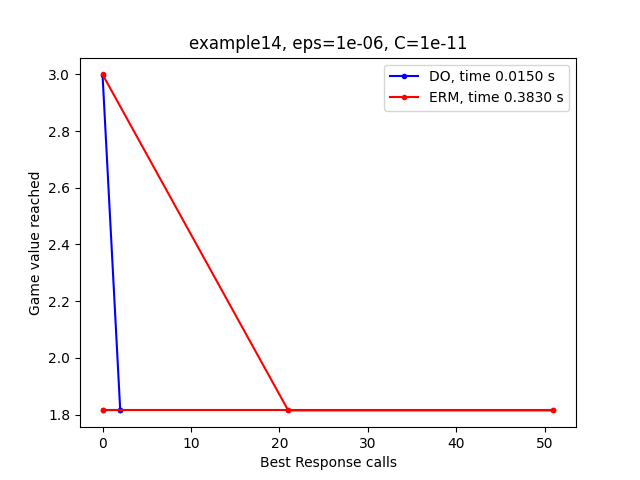 example14, eps=1e-06, C=1e-11
DO, time 0.0150 s
ERM, time 0.3830 s
Game value reached
3.0
2.8
2.6
2.4
2.2
2.0
1.8
0 10 20 30 40 50
Best Response calls